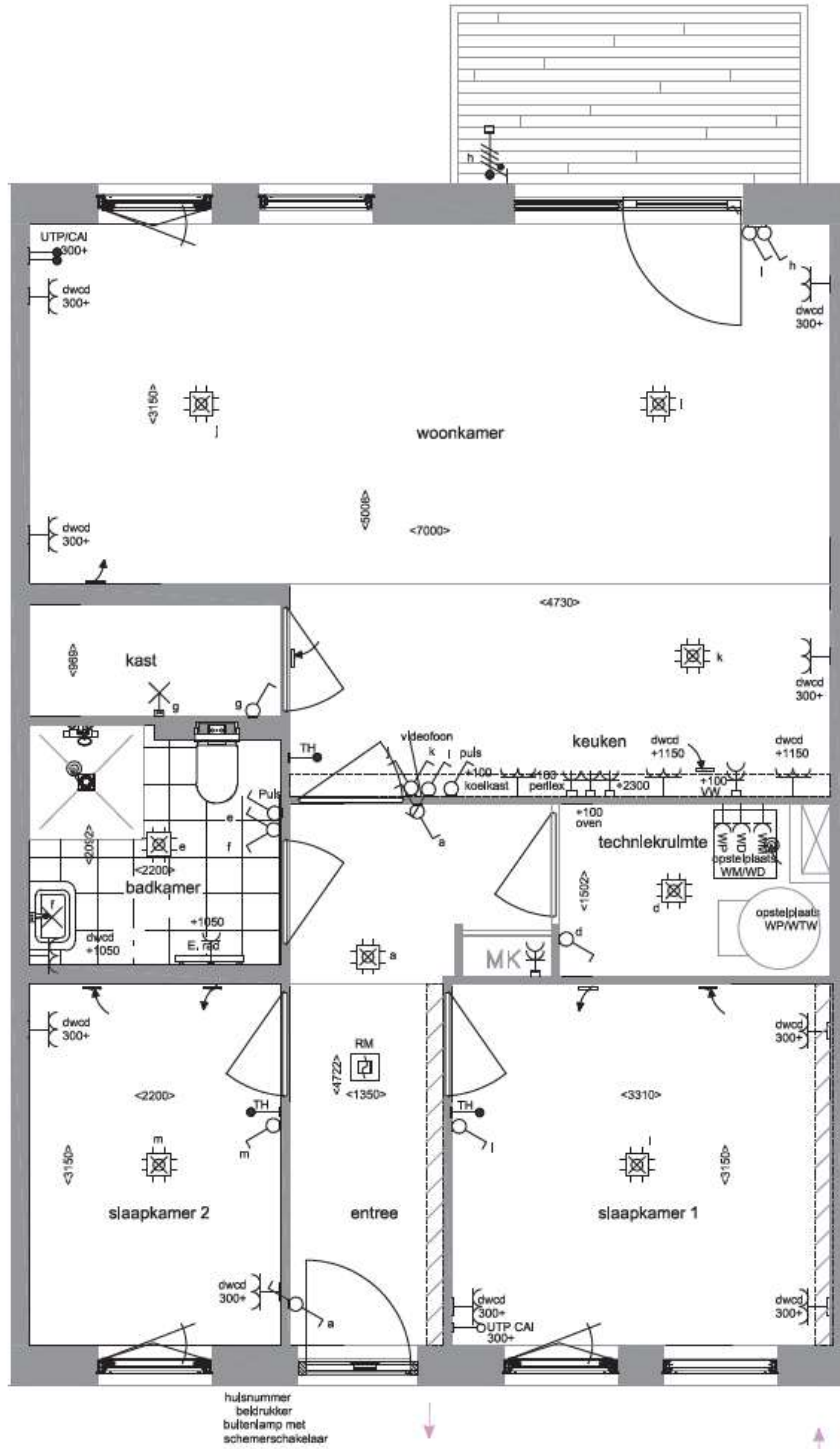 h
UTP/CAI
300+
dwcd
300+
l
h
dwcd
300+
<3150>
j
l
woonkamer
<5008>
<7000>
dwcd
300+
<4730>
<969>
kast
k
g
g
dwcd
300+
TH
videofoon
k
l
puls
keuken
dwcd
+1150
dwcd
+1150
+100
koelkast
perilex
+2300
+100
VW
Puls
e
f
a
+100
oven
techniekruimte
WP
WD
WM
opstelplaats
WM/WD
<2092>
e
<2200>
badkamer
<1502>
d
opstelplaats
WP/WTW
f
dwcd
+1050
+1050
E. rad
d
MK
a
dwcd
300+
RM
dwcd
300+
<4722>
<2200>
<1350>
<3310>
TH
TH
m
m
l
<3150>
<3150>
slaapkamer 2
entree
slaapkamer 1
dwcd
300+
a
dwcd
300+
dwcd
300+
UTP CAI
300+
huisnummer
beldrukker
buitenlamp met
schemerschakelaar